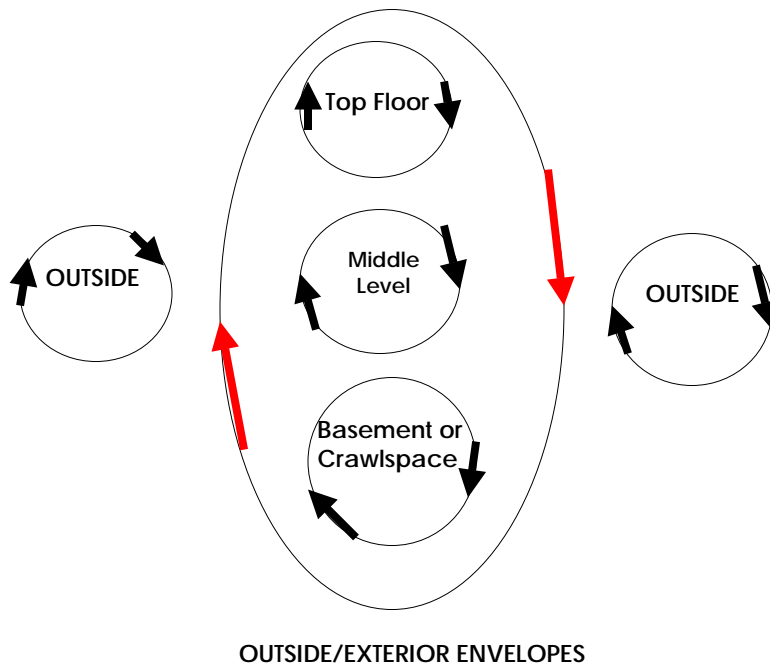 Top Floor
OUTSIDE
Middle
Level
OUTSIDE
Basement or
Crawlspace
OUTSIDE/EXTERIOR ENVELOPES